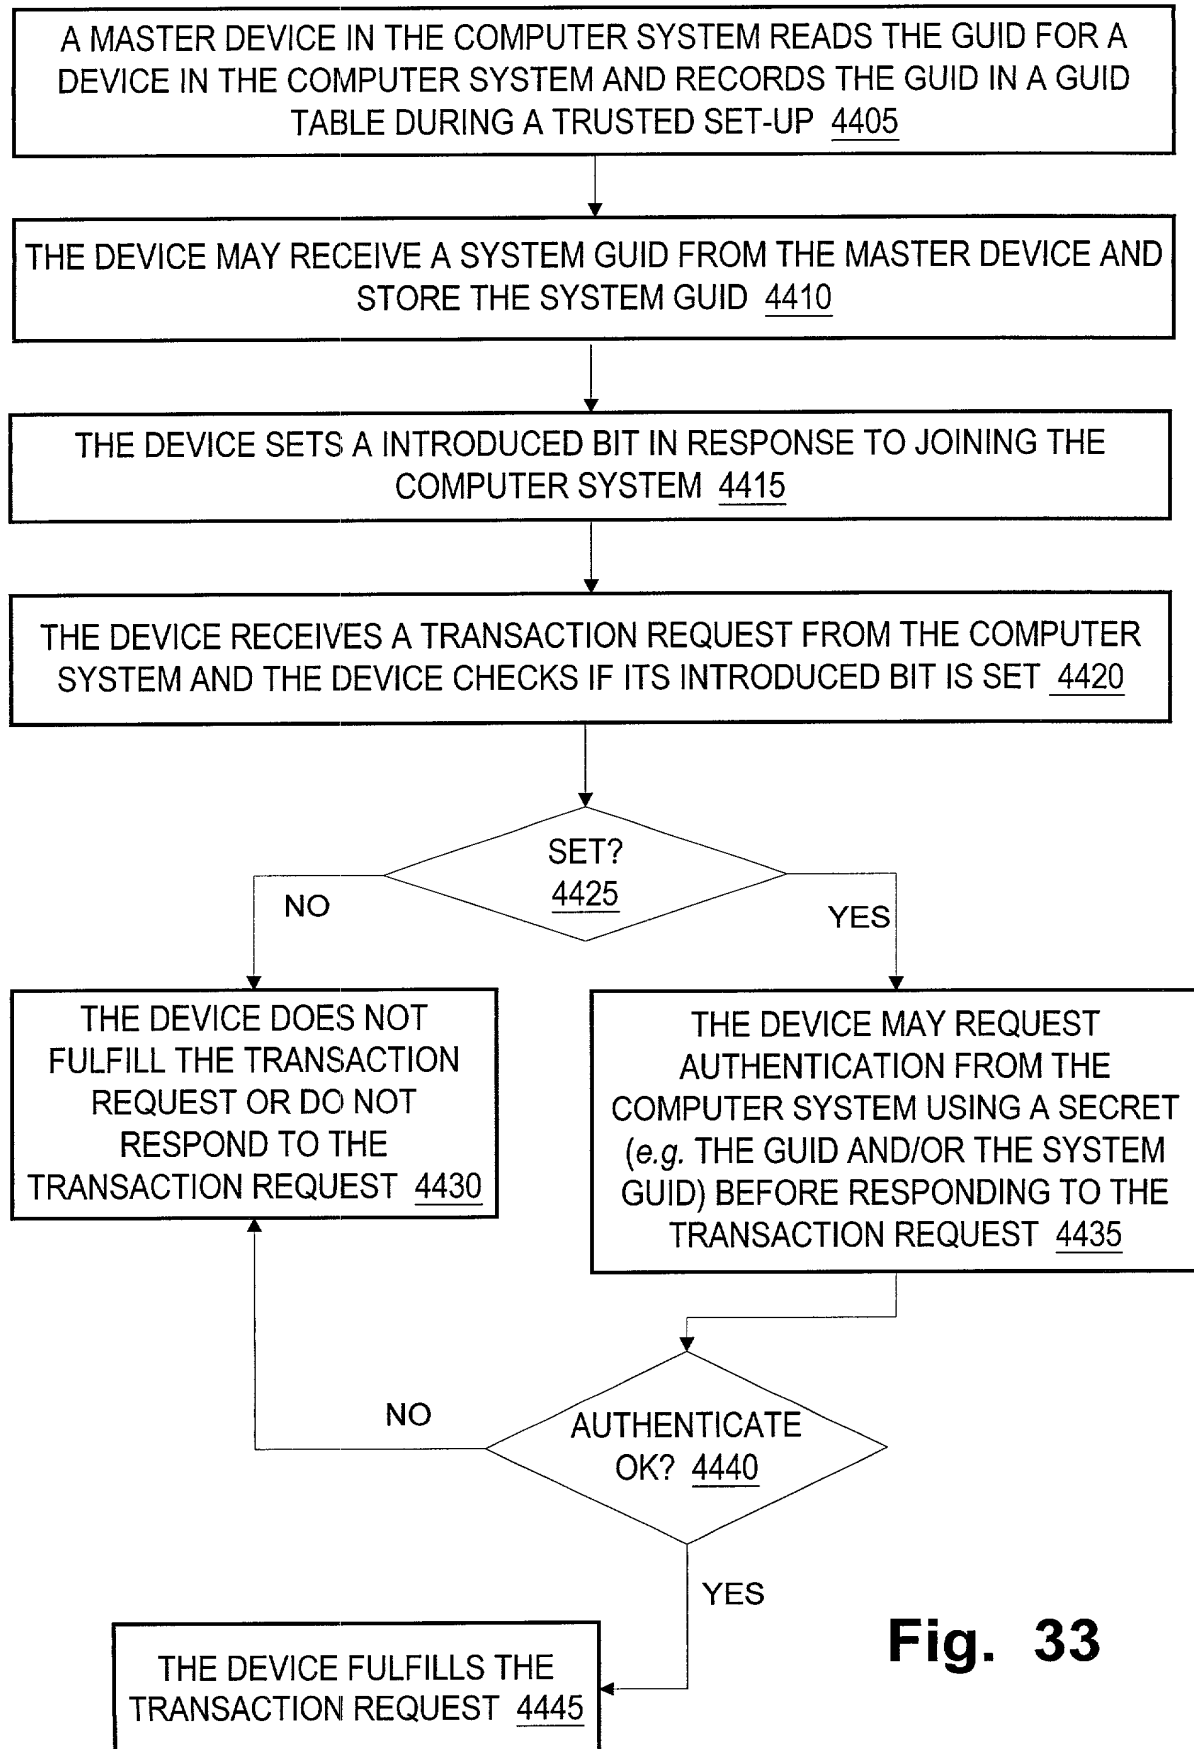 A MASTER DEVICE IN THE COMPUTER SYSTEM READS THE GUID FOR A
DEVICE IN THE COMPUTER SYSTEM AND RECORDS THE GUID IN A GUID
TABLE DURING A TRUSTED SET-UP 4405
THE DEVICE MAY RECEIVE A SYSTEM GUID FROM THE MASTER DEVICE AND
STORE THE SYSTEM GUID 4410
THE DEVICE SETS A INTRODUCED BIT IN RESPONSE TO JOINING THE
COMPUTER SYSTEM 4415
THE DEVICE RECEIVES A TRANSACTION REQUEST FROM THE COMPUTER
SYSTEM AND THE DEVICE CHECKS IF ITS INTRODUCED BIT IS SET 4420
SET?
4425
NO
YES
THE DEVICE DOES NOT
FULFILL THE TRANSACTION
REQUEST OR DO NOT
RESPOND TO THE
TRANSACTION REQUEST 4430
THE DEVICE MAY REQUEST
AUTHENTICATION FROM THE
COMPUTER SYSTEM USING A SECRET
(e.g. THE GUID AND/OR THE SYSTEM
GUID) BEFORE RESPONDING TO THE
TRANSACTION REQUEST 4435
NO
AUTHENTICATE
OK? 4440
YES
THE DEVICE FULFILLS THE
TRANSACTION REQUEST 4445
Fig. 33